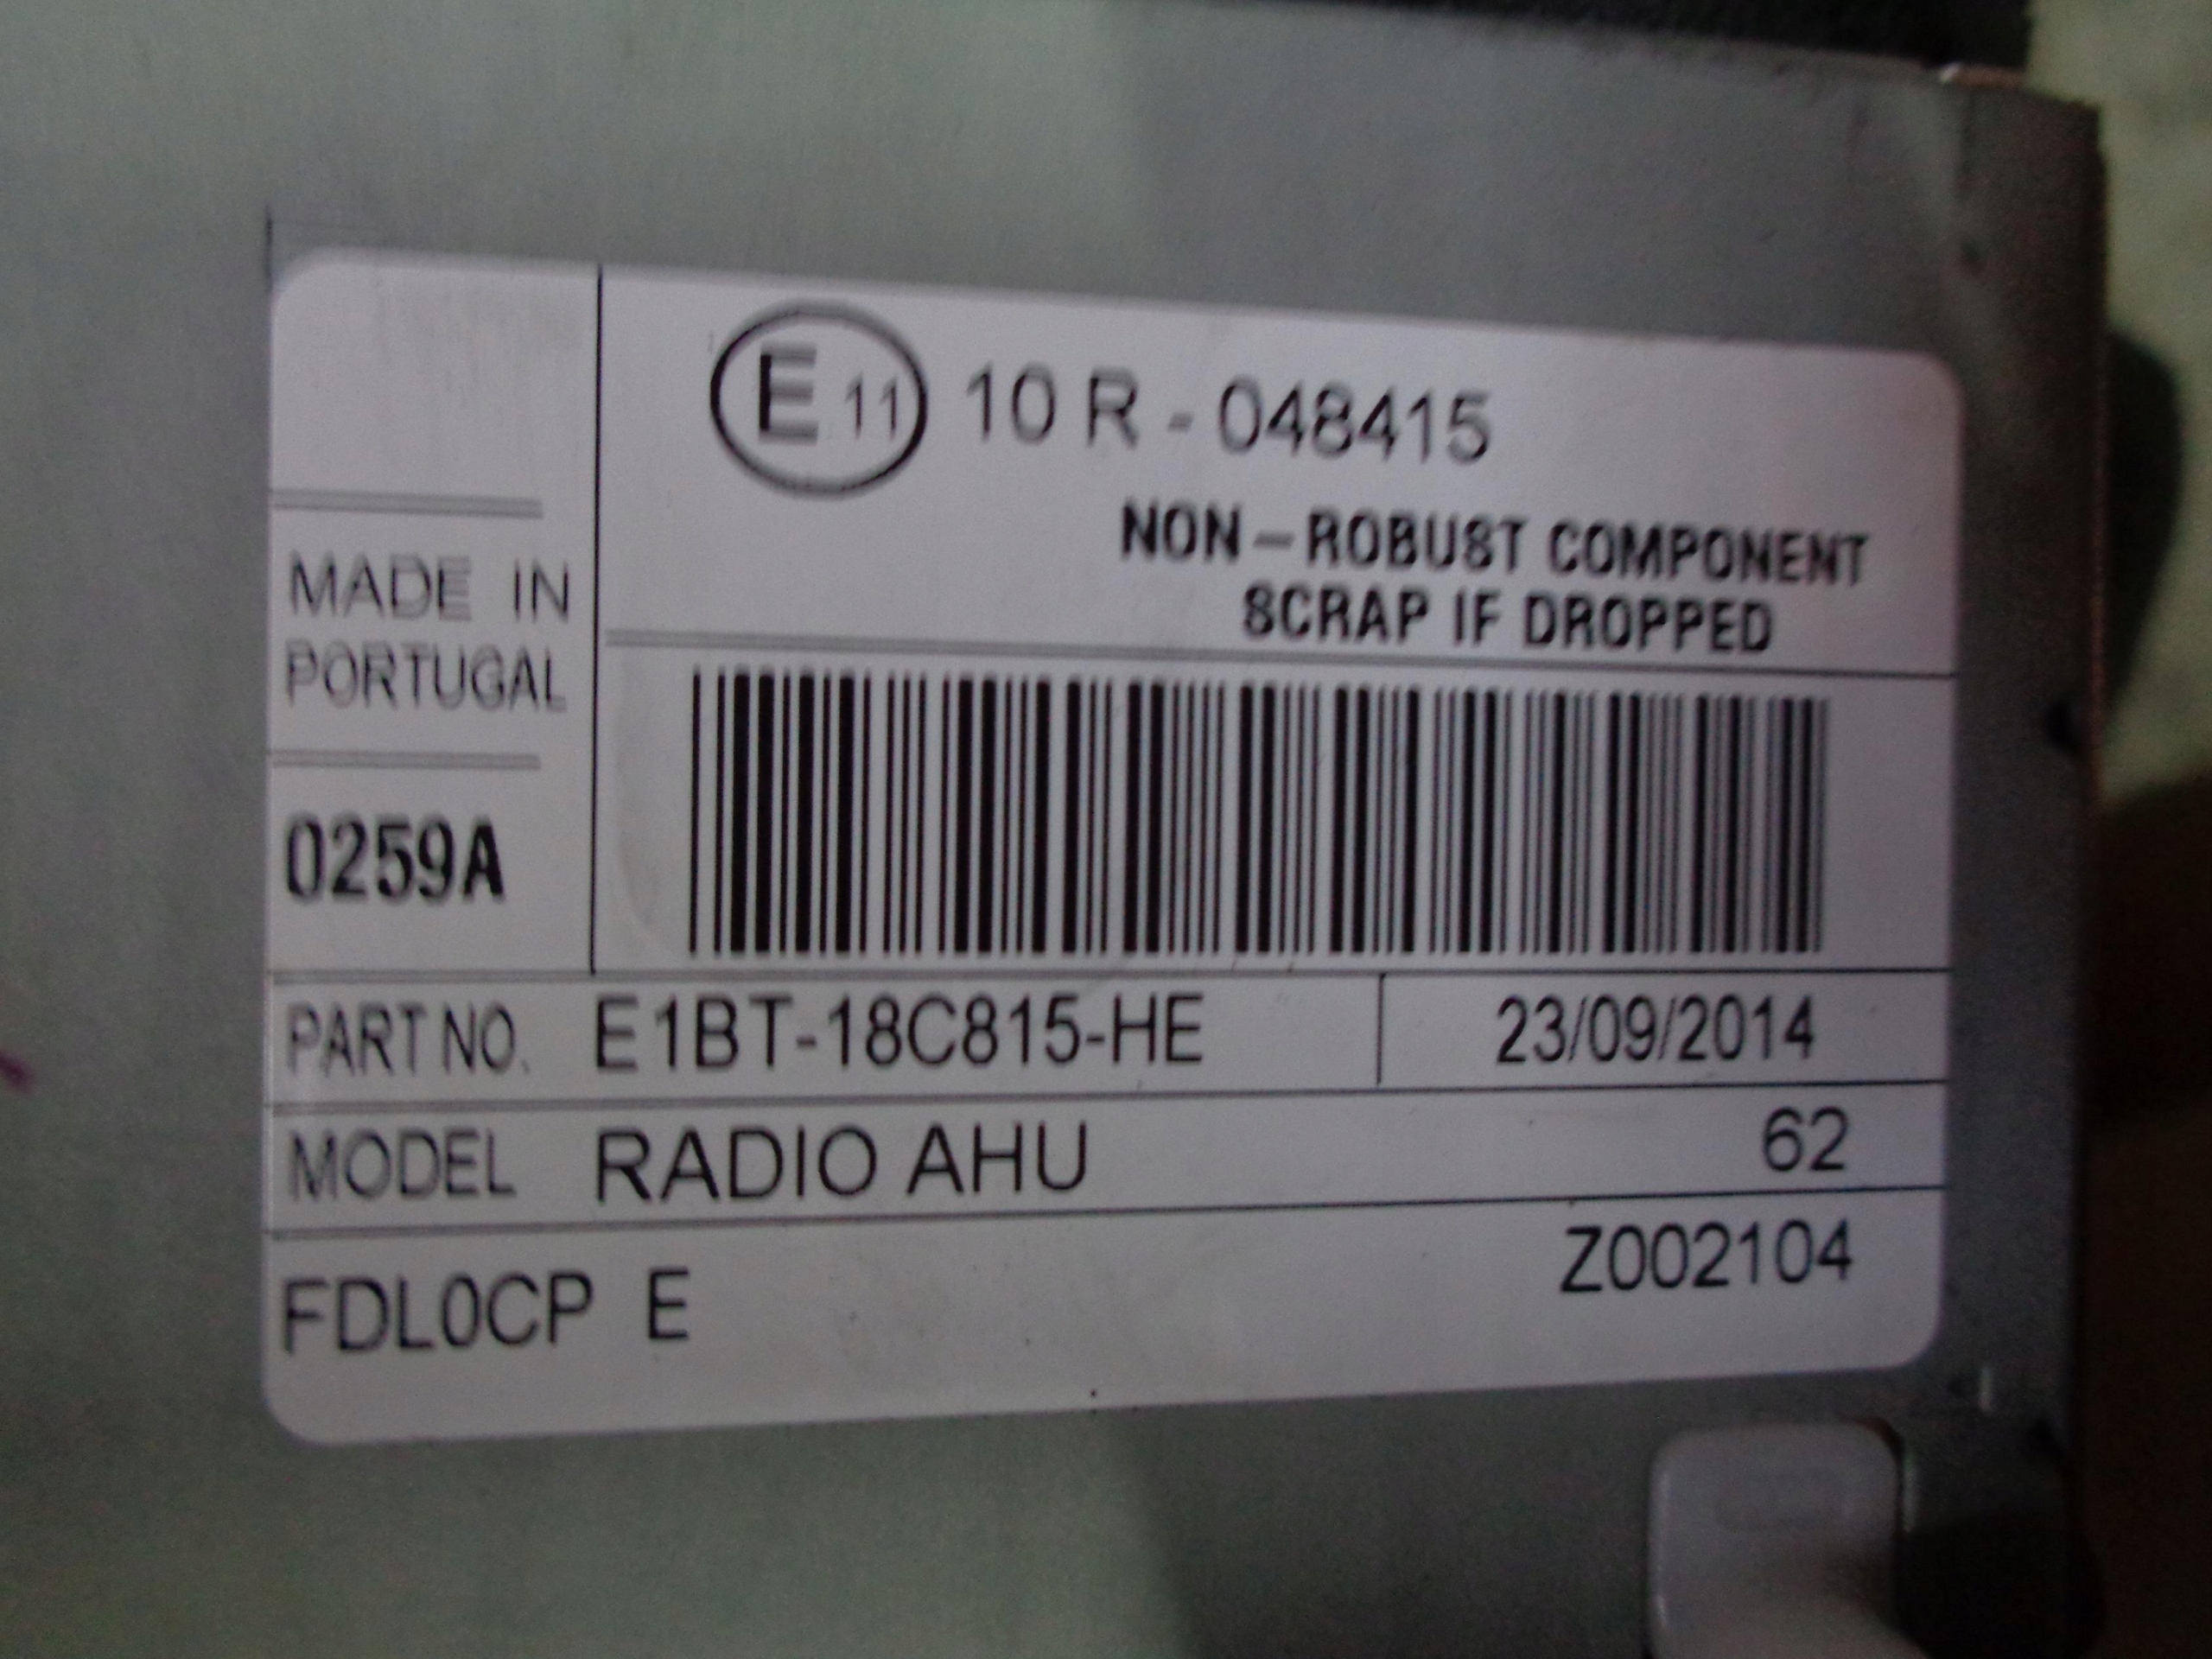 E 11 10 R - 048415
NON-ROBUST COMPONENT
SCRAP IF DROPPED
MADE IN
PORTUGAL
0259A
PART NO. E1BT-18C815-HE 23/09/2014
MODEL RADIO AHU 62
FDL0CP E Z002104